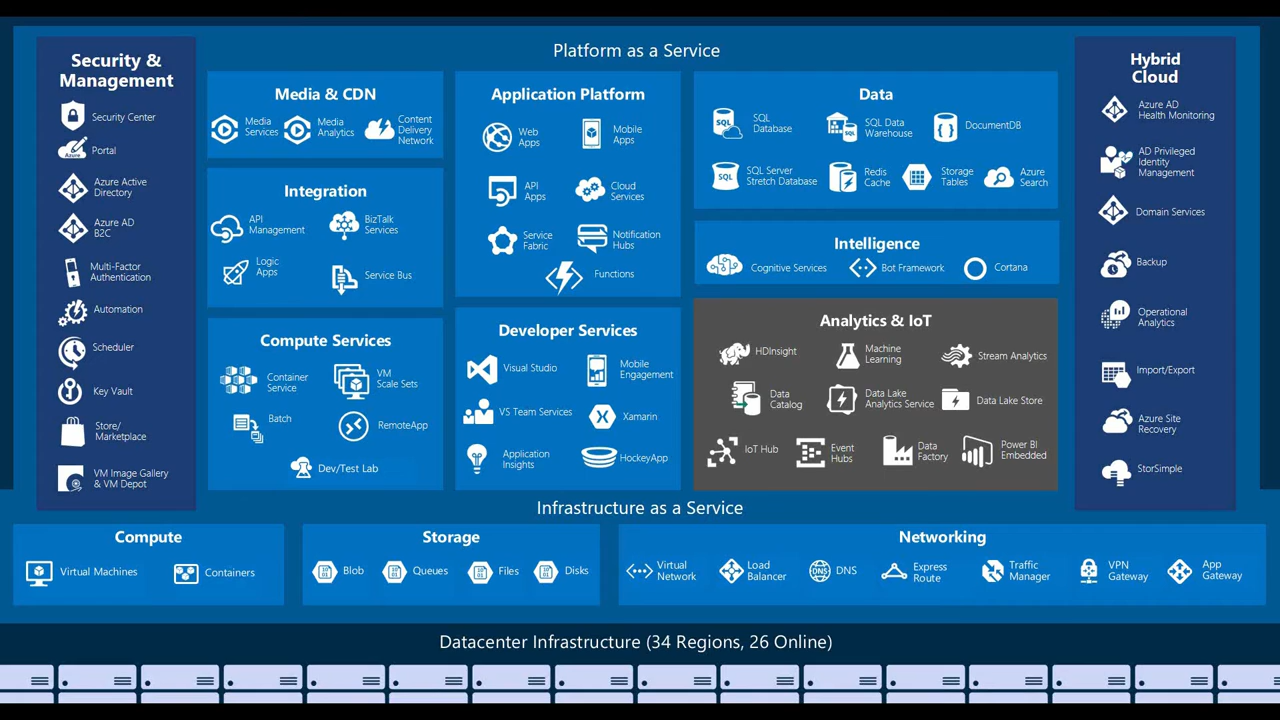 Platform as a Service
Security &
Management
Security Center
Azure
Portal
Azure Active
Directory
Azure AD
B2C
Multi-Factor
Authentication
Automation
Scheduler
Key Vault
Store/
Marketplace
VM Image Gallery
& VM Depot
Media & CDN
Media
Services
Media
Analytics
Content
Delivery
Network
Integration
API
Management
BizTalk
Services
Logic
Apps
Service Bus
Compute Services
Container
Service
VM
Scale Sets
Batch
RemoteApp
Dev/Test Lab
Application Platform
Web
Apps
Mobile
Apps
API
Apps
Cloud
Services
Service
Fabric
Notification
Hubs
Functions
Developer Services
Visual Studio
Mobile
Engagement
VS Team Services
Xamarin
Application
Insights
HockeyApp
Data
SQL
SQL
Database
SQL
SQL Data
Warehouse
DocumentDB
SQL
SQL Server
Stretch Database
Redis
Cache
Storage
Tables
Azure
Search
Intelligence
Cognitive Services
Bot Framework
Cortana
Analytics & IoT
HDInsight
Machine
Learning
Stream Analytics
Data
Catalog
Data Lake
Analytics Service
Data Lake Store
IoT Hub
Event
Hubs
Data
Factory
Power BI
Embedded
Hybrid
Cloud
Azure AD
Health Monitoring
AD Privileged
Identity
Management
Domain Services
Backup
Operational
Analytics
Import/Export
Azure Site
Recovery
StorSimple
Infrastructure as a Service
Compute
Virtual Machines
Containers
Storage
Blob
Queues
Files
Disks
Networking
Virtual
Network
Load
Balancer
DNS
DNS
Express
Route
Traffic
Manager
VPN
Gateway
App
Gateway
Datacenter Infrastructure (34 Regions, 26 Online)